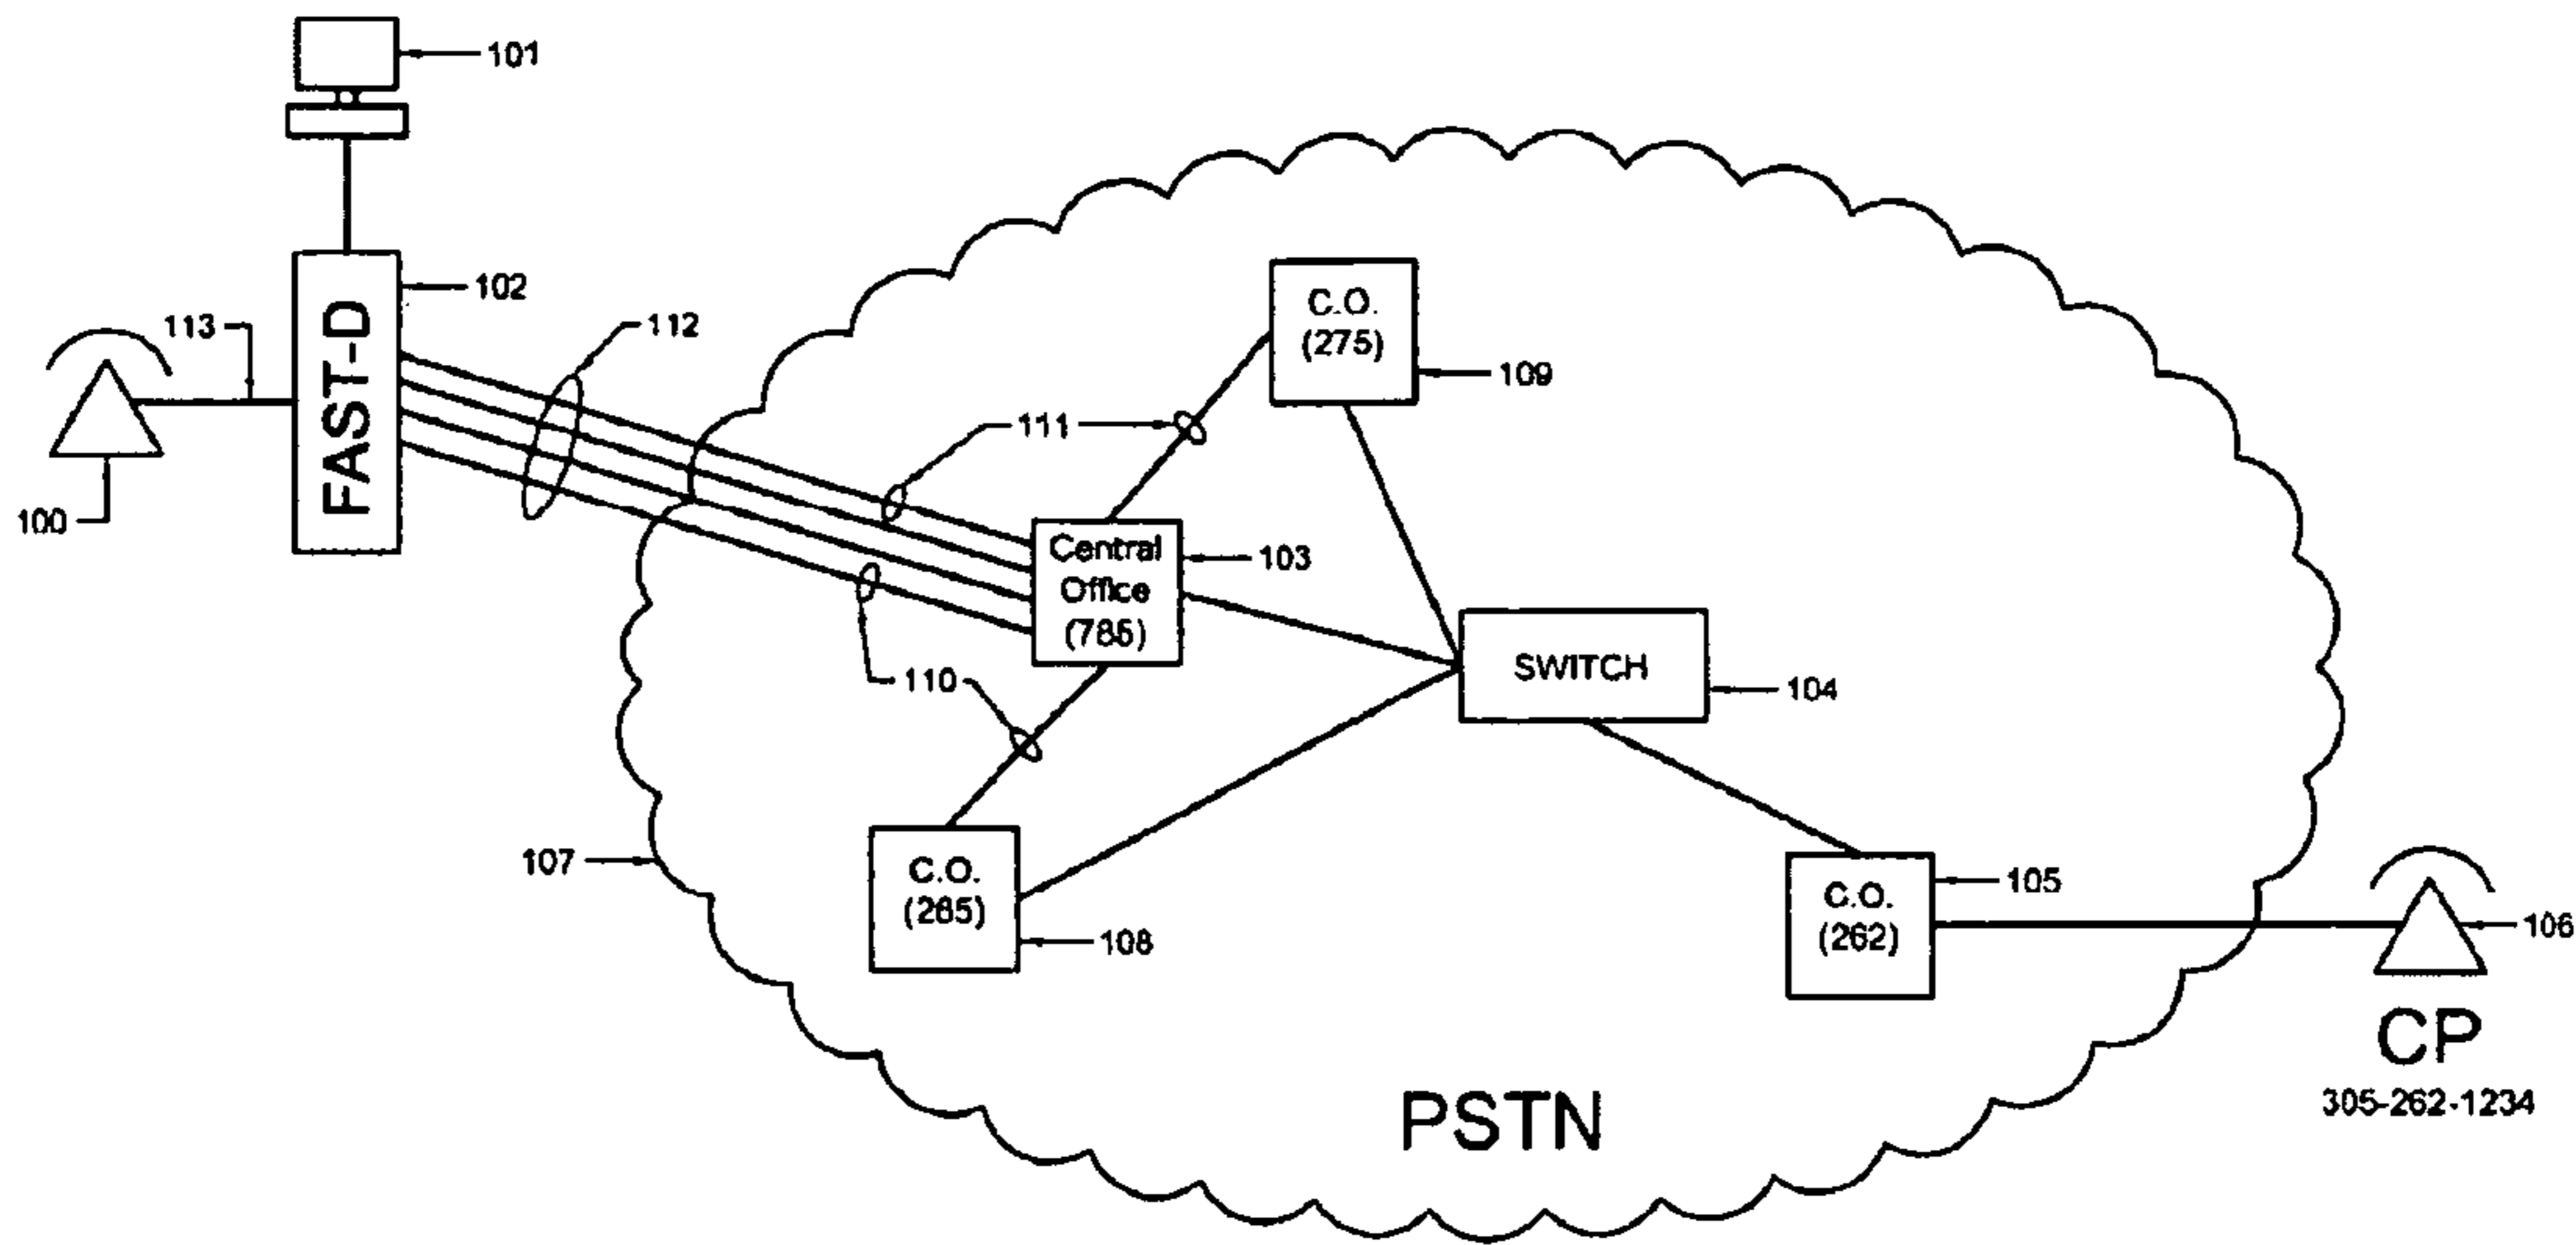 101
102
113
112
FAST-D
C.O.
(275)
109
111
100
Central
Office
(785)
103
110
SWITCH
104
107
C.O.
(265)
108
C.O.
(262)
105
106
CP
305-262-1234
PSTN